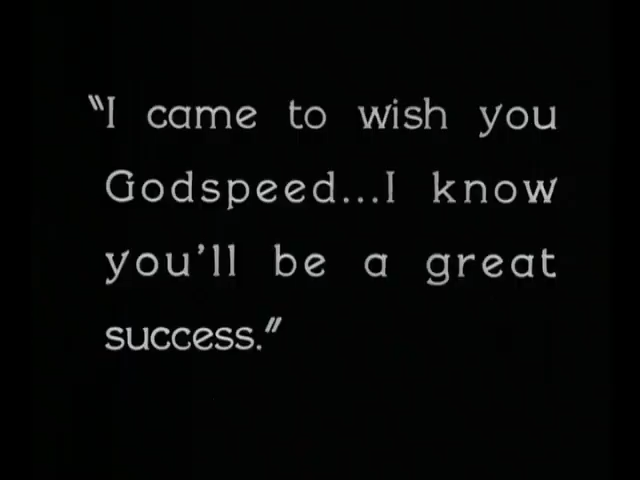 "I came to wish you
Godspeed...I know
you'll be a great
success."